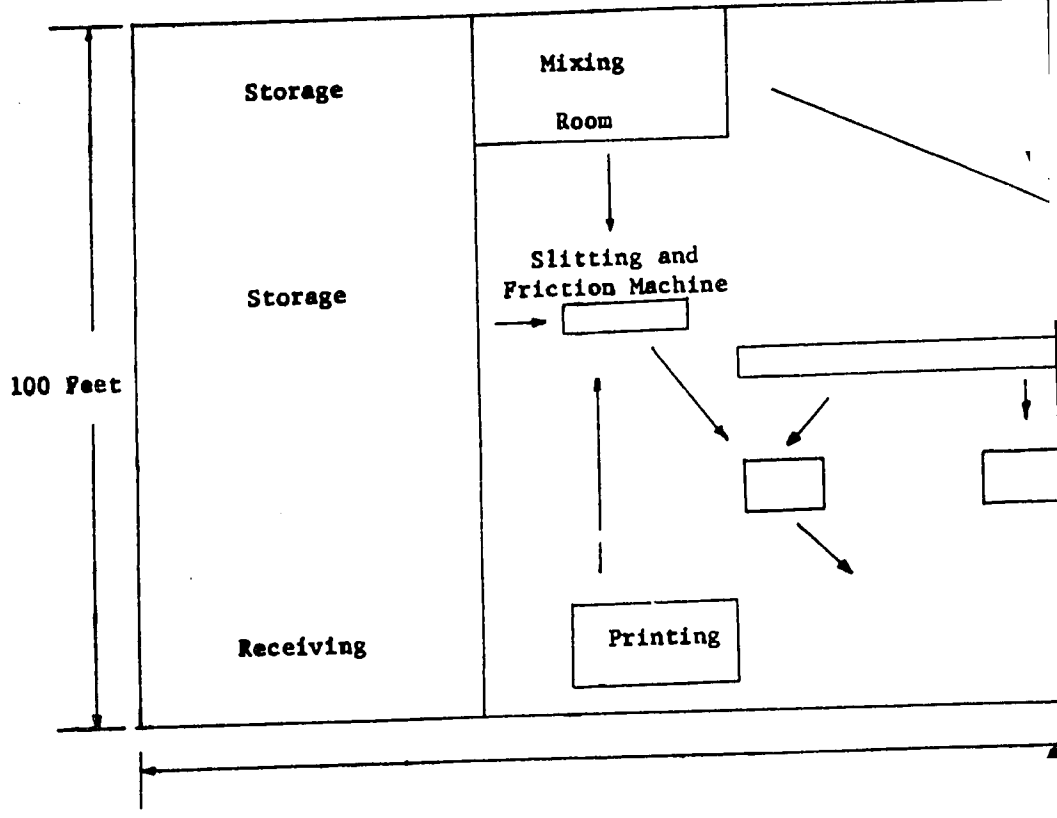 Storage
Mixing
Room
Slitting and
Friction Machine
Storage
100 Feet
Receiving
Printing